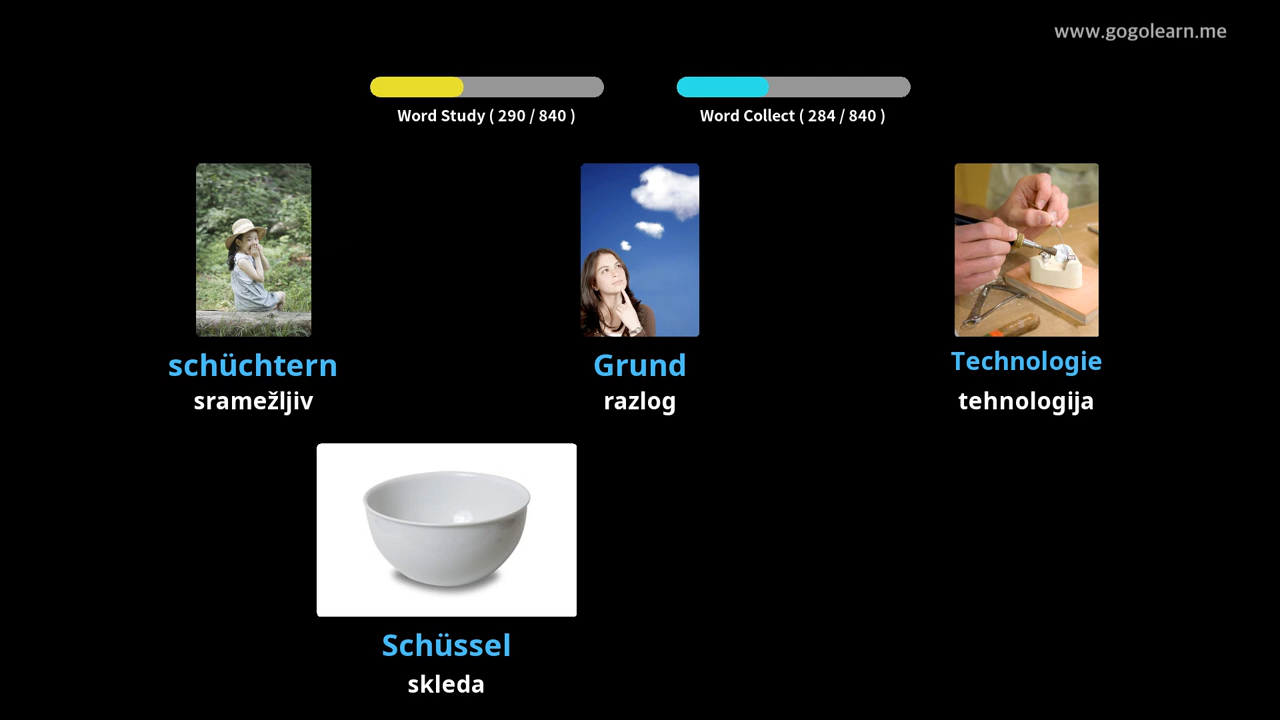 www.gogolearn.me
Word Study ( 290 / 840 )
Word Collect ( 284 / 840 )
schüchtern
sramežljiv
Grund
razlog
Technologie
tehnologija
Schüssel
skleda